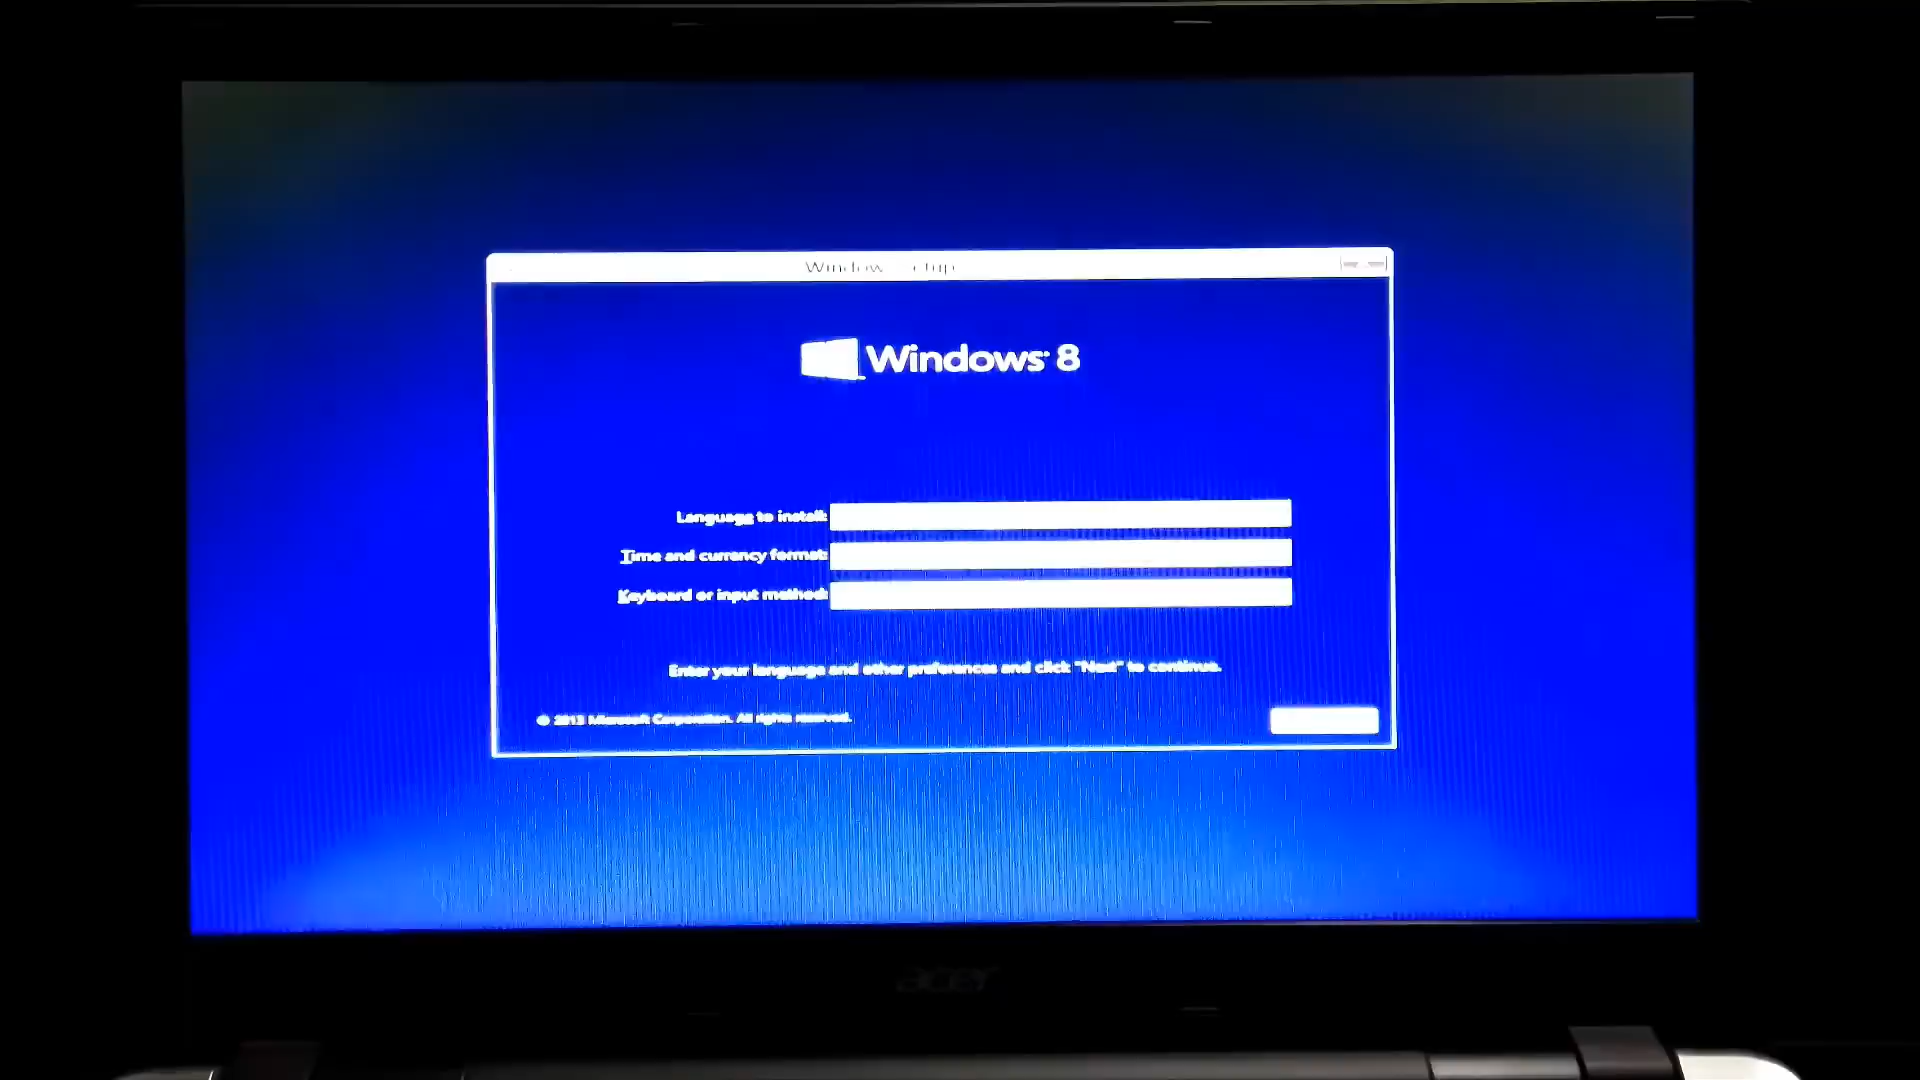 Windows 8
Language to install:
Time and currency format:
Keyboard or input method:
Enter your language and other preferences and click "Next" to continue.
© 2013 Microsoft Corporation. All rights reserved.
acer